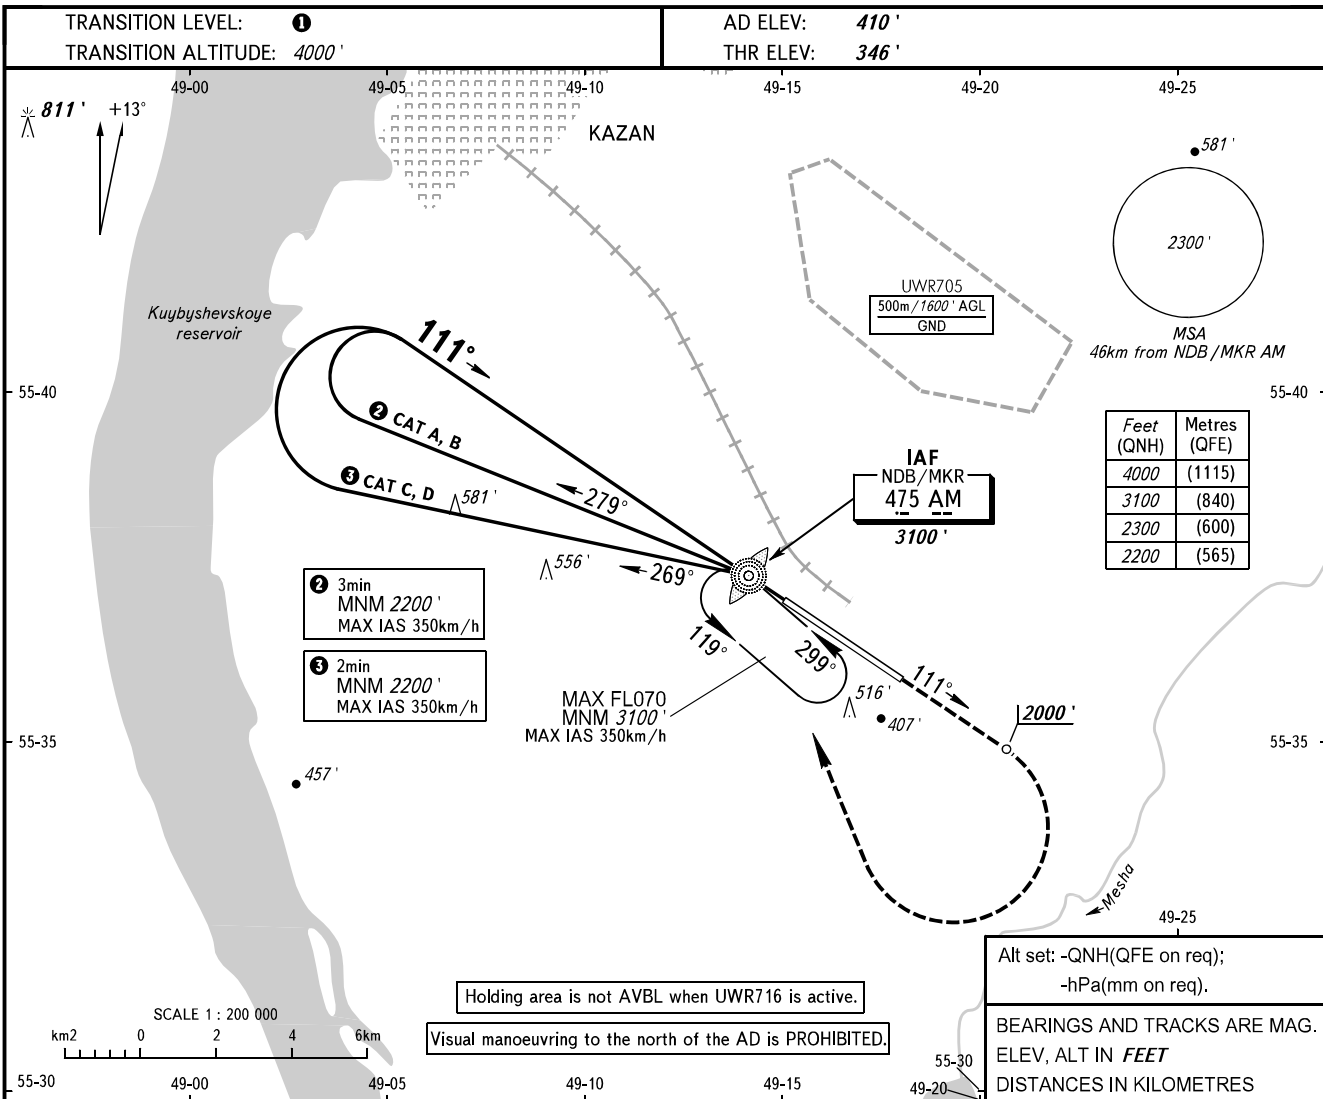 TRANSITION LEVEL: ❶
TRANSITION ALTITUDE: 4000'
AD ELEV: 410'
THR ELEV: 346'
49-00
49-05
49-10
49-15
49-20
49-25
811'
+13°
KAZAN
581'
2300'
MSA
46km from NDB/MKR AM
UWR705
500m/1600' AGL
GND
Kuybyshevskoye
reservoir
111°
55-40
55-40
❷ CAT A, B
❸ CAT C, D
581'
279°
556'
269°
IAF
NDB/MKR
475 AM
3100'
Feet
(QNH)
Metres
(QFE)
4000 (1115)
3100 (840)
2300 (600)
2200 (565)
❷ 3min
MNM 2200'
MAX IAS 350km/h
❸ 2min
MNM 2200'
MAX IAS 350km/h
119°
299°
111°
MAX FL070
MNM 3100'
MAX IAS 350km/h
516'
407'
2000'
55-35
55-35
457'
Mesha
49-25
Alt set: -QNH(QFE on req);
-hPa(mm on req).
Holding area is not AVBL when UWR716 is active.
Visual manoeuvring to the north of the AD is PROHIBITED.
SCALE 1 : 200 000
km2 0 2 4 6km
BEARINGS AND TRACKS ARE MAG.
ELEV, ALT IN FEET
DISTANCES IN KILOMETRES
55-30
55-30
49-00
49-05
49-10
49-15
49-20